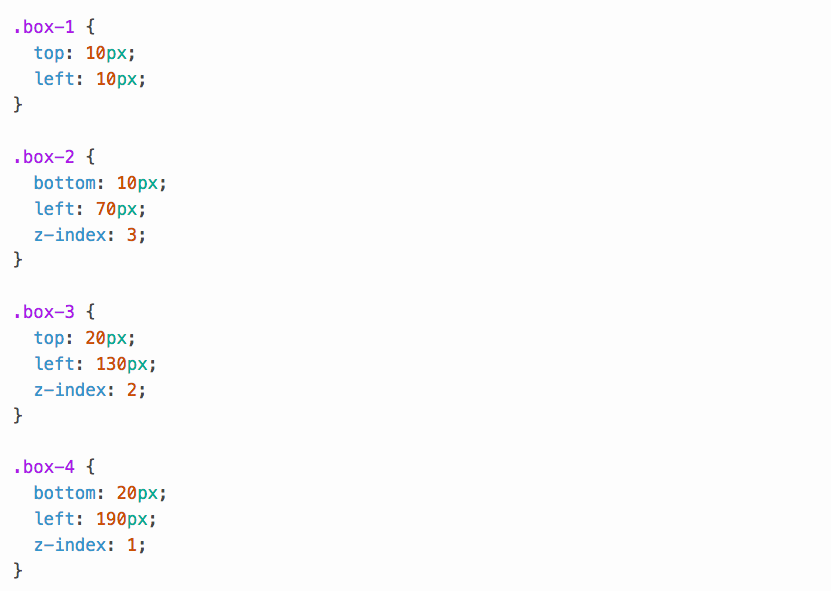 .box-1 {
  top: 10px;
  left: 10px;
}

.box-2 {
  bottom: 10px;
  left: 70px;
  z-index: 3;
}

.box-3 {
  top: 20px;
  left: 130px;
  z-index: 2;
}

.box-4 {
  bottom: 20px;
  left: 190px;
  z-index: 1;
}